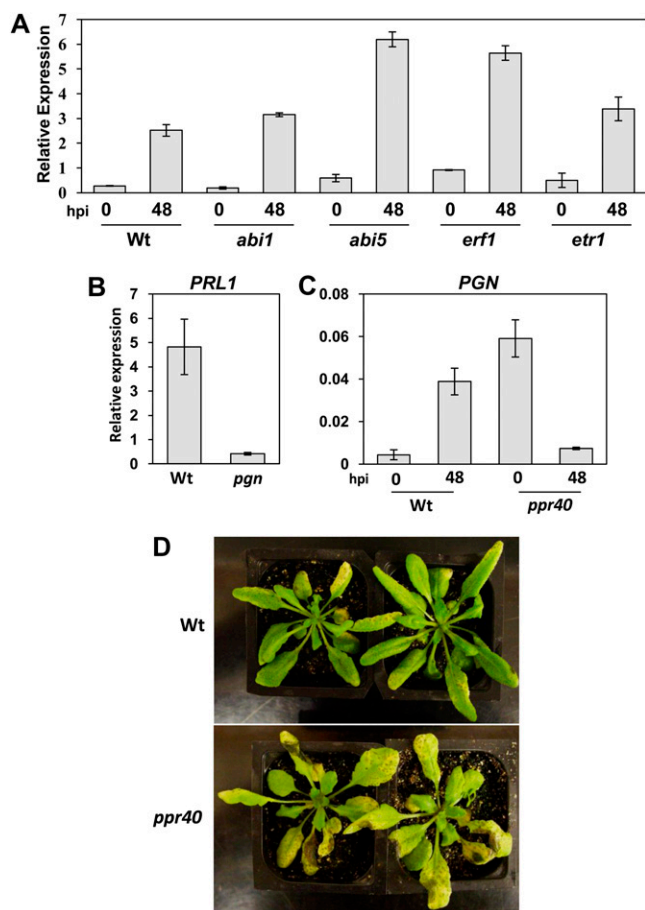 A
Relative Expression
7
6
5
4
3
2
1
0
hpi 0 48 0 48 0 48 0 48 0 48
Wt abi1 abi5 erf1 etr1
B PRL1
Relative expression
7
6
5
4
3
2
1
0
Wt pgn
C PGN
0.08
0.06
0.04
0.02
0
hpi 0 48 0 48
Wt ppr40
D
Wt
ppr40